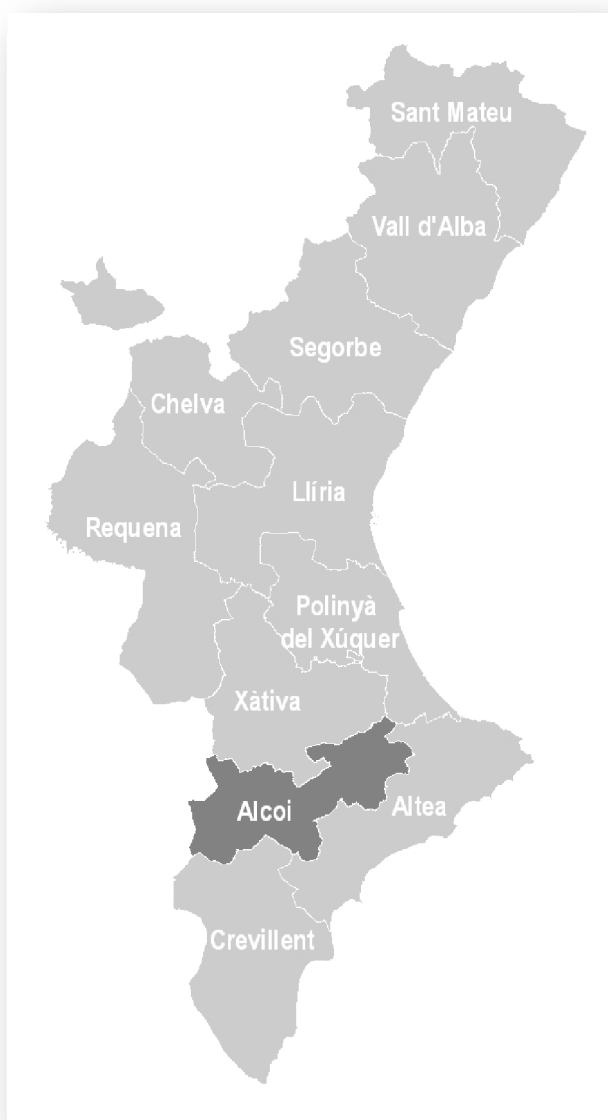 Sant Mateu
Vall d'Alba
Segorbe
Chelva
Llíria
Requena
Polinyà
del Xúquer
Xàtiva
Alcoi
Altea
Crevillent